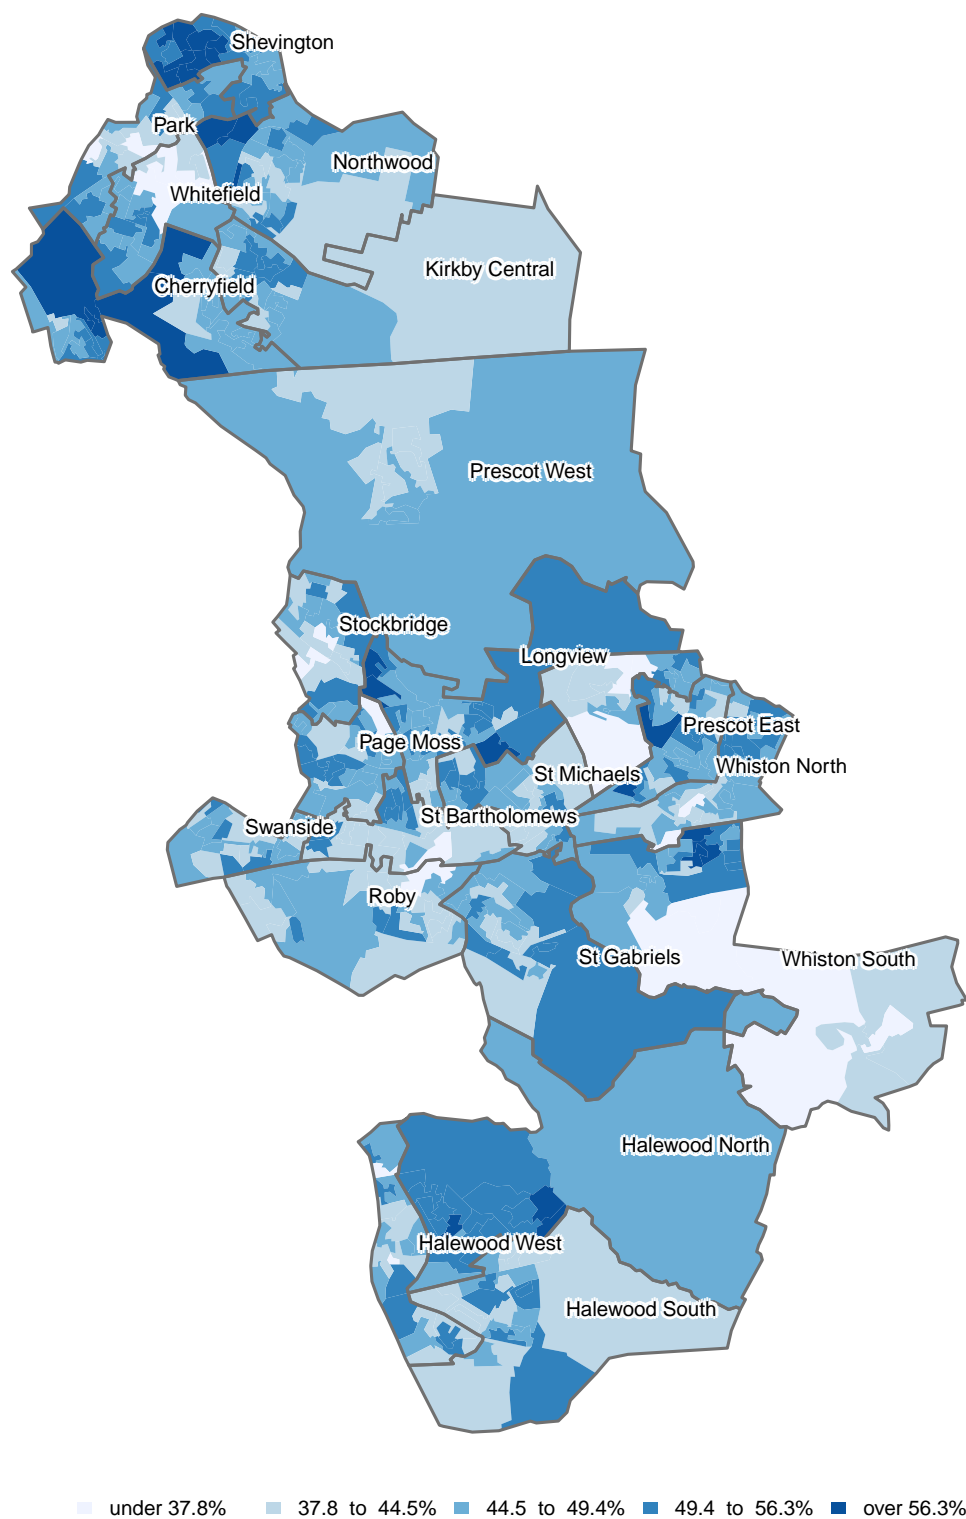 Shevington
Park
Northwood
Whitefield
Kirkby Central
Cherryfield
Prescot West
Stockbridge
Longview
Prescot East
Page Moss
Whiston North
St Michaels
St Bartholomews
Swanside
Roby
St Gabriels
Whiston South
Halewood North
Halewood West
Halewood South
under 37.8% 37.8 to 44.5% 44.5 to 49.4% 49.4 to 56.3% over 56.3%